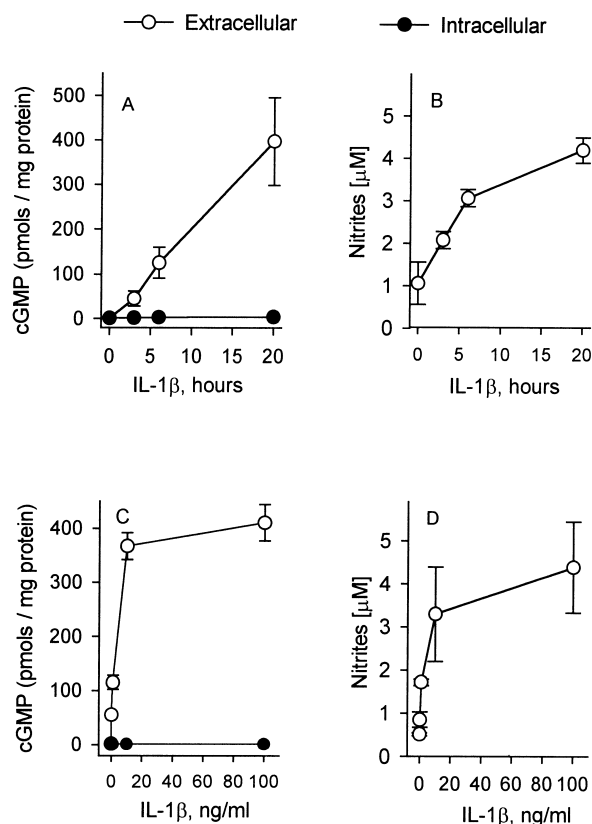 Extracellular Intracellular
A
cGMP (pmols / mg protein)
500
400
300
200
100
0
0 5 10 15 20
IL-1β, hours
B
Nitrites [μM]
5
4
3
2
1
0
0 5 10 15 20
IL-1β, hours
C
cGMP (pmols / mg protein)
400
300
200
100
0
0 20 40 60 80 100
IL-1β, ng/ml
D
Nitrites [μM]
5
4
3
2
1
0
0 20 40 60 80 100
IL-1β, ng/ml